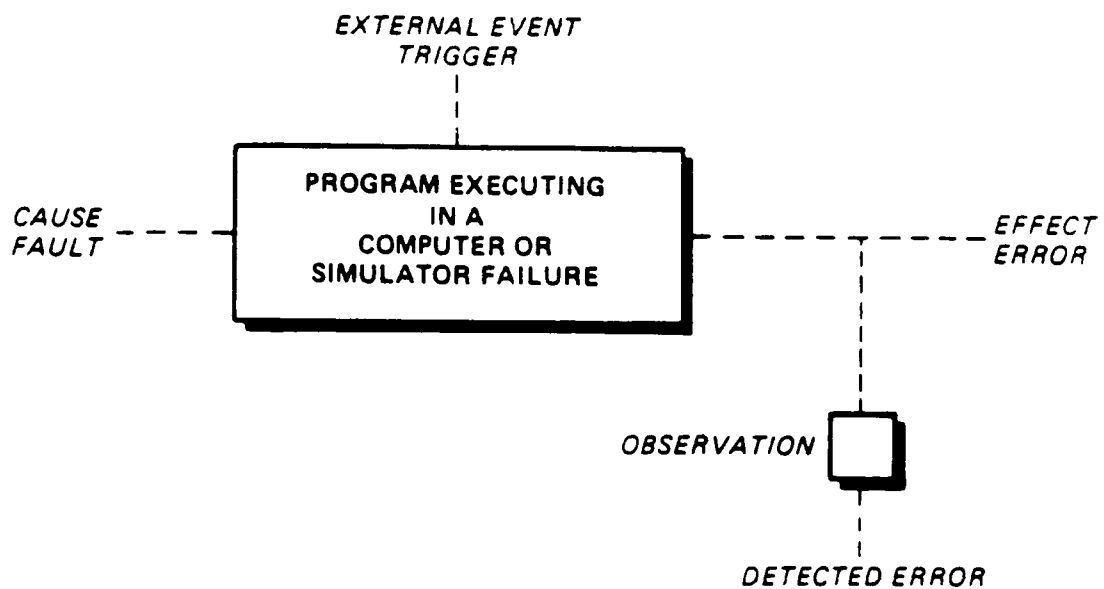 EXTERNAL EVENT
TRIGGER
PROGRAM EXECUTING
IN A
COMPUTER OR
SIMULATOR FAILURE
CAUSE
FAULT
EFFECT
ERROR
OBSERVATION
DETECTED ERROR